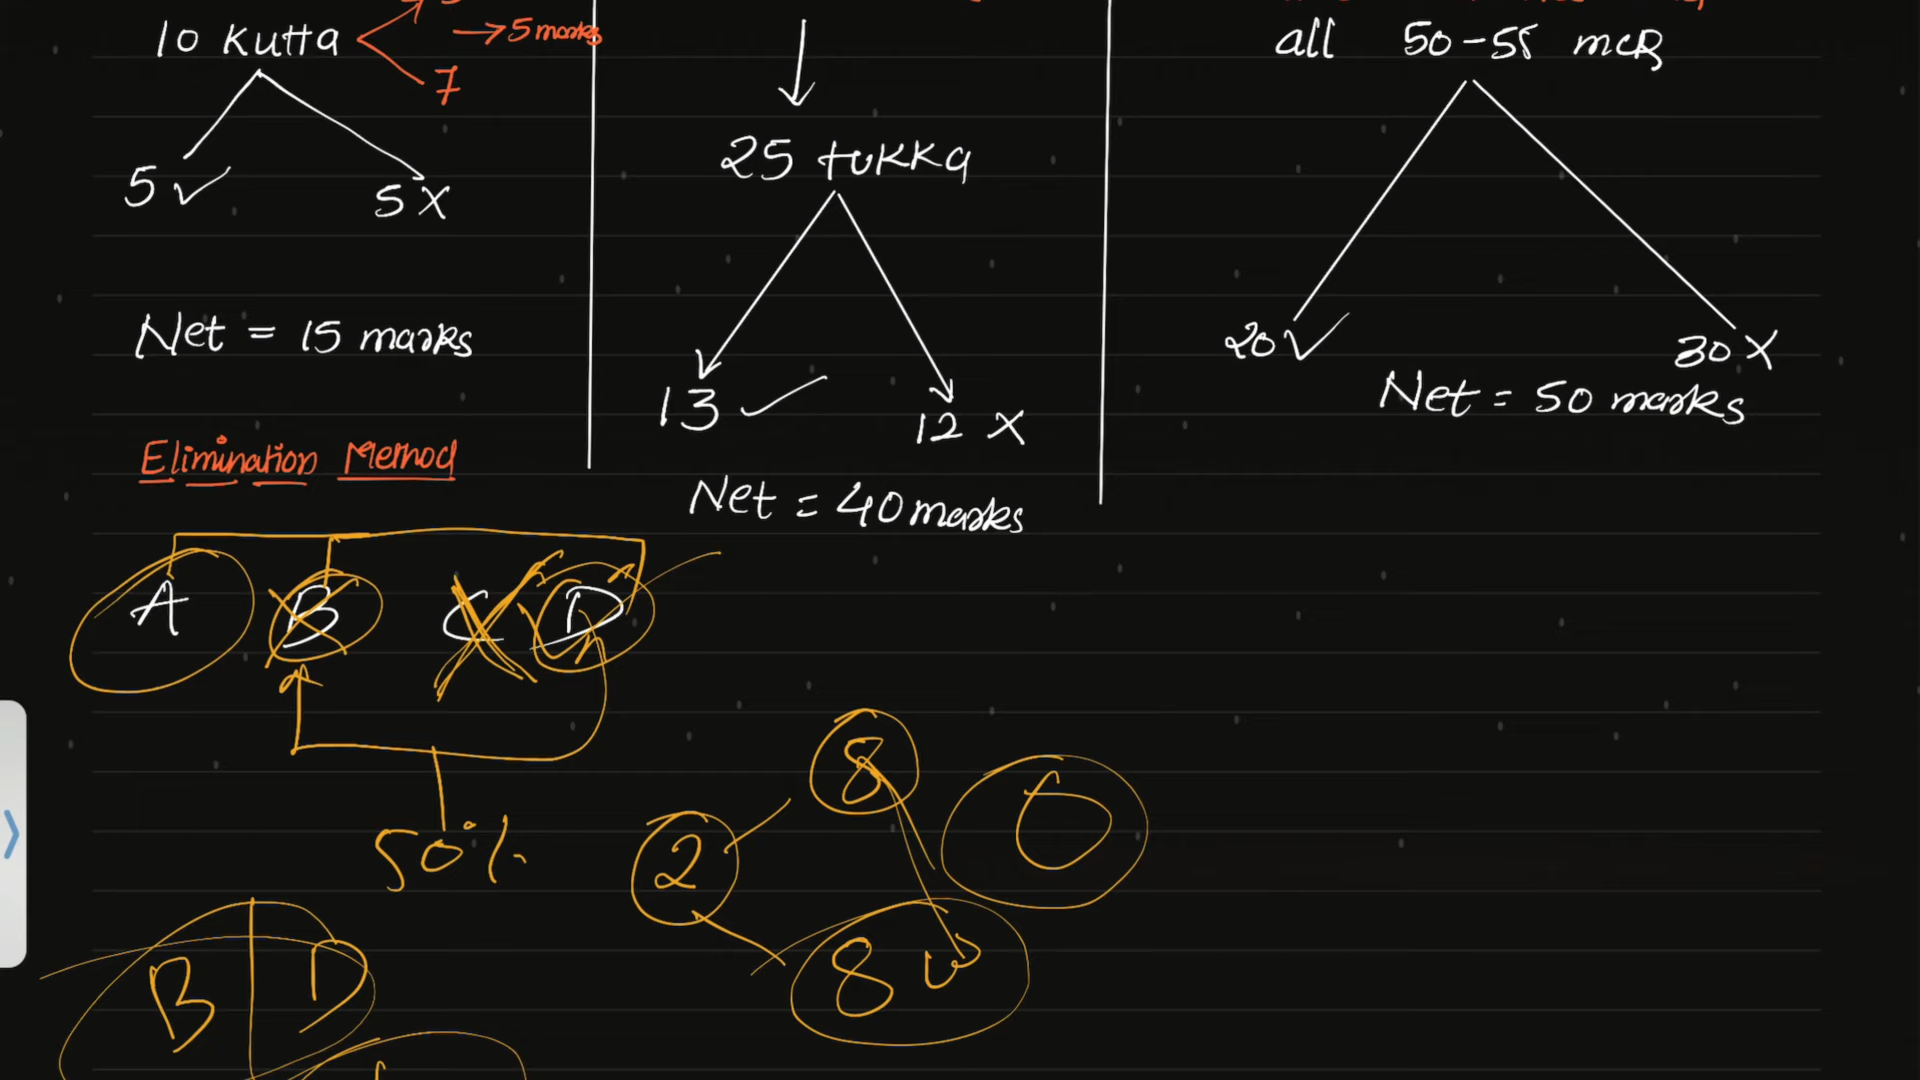 10 Kutta
→ 5 marks
7
5 ✓
5 X
Net = 15 marks
25 tukka
13 ✓
12 X
Net = 40 marks
all 50-55 mcq
20 ✓
30 X
Net = 50 marks
Elimination Method
A B C D
50%
8
2
8 W
B D